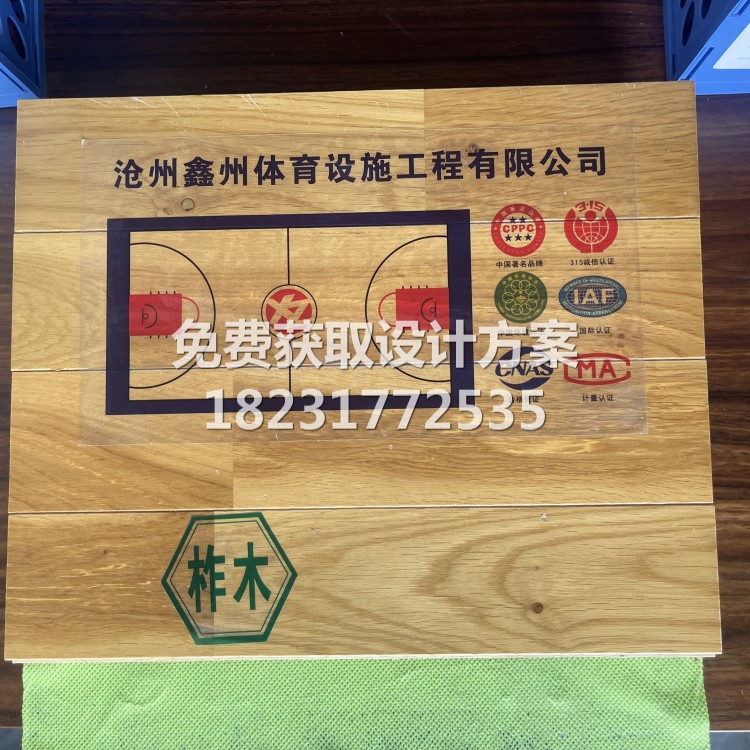 沧州鑫州体育设施工程有限公司
CPPC
中国著名品牌
3·15
315诚信认证
IAF
国际认证
免费获取设计方案
CNAS
MA
计量认证
18231772535
柞木